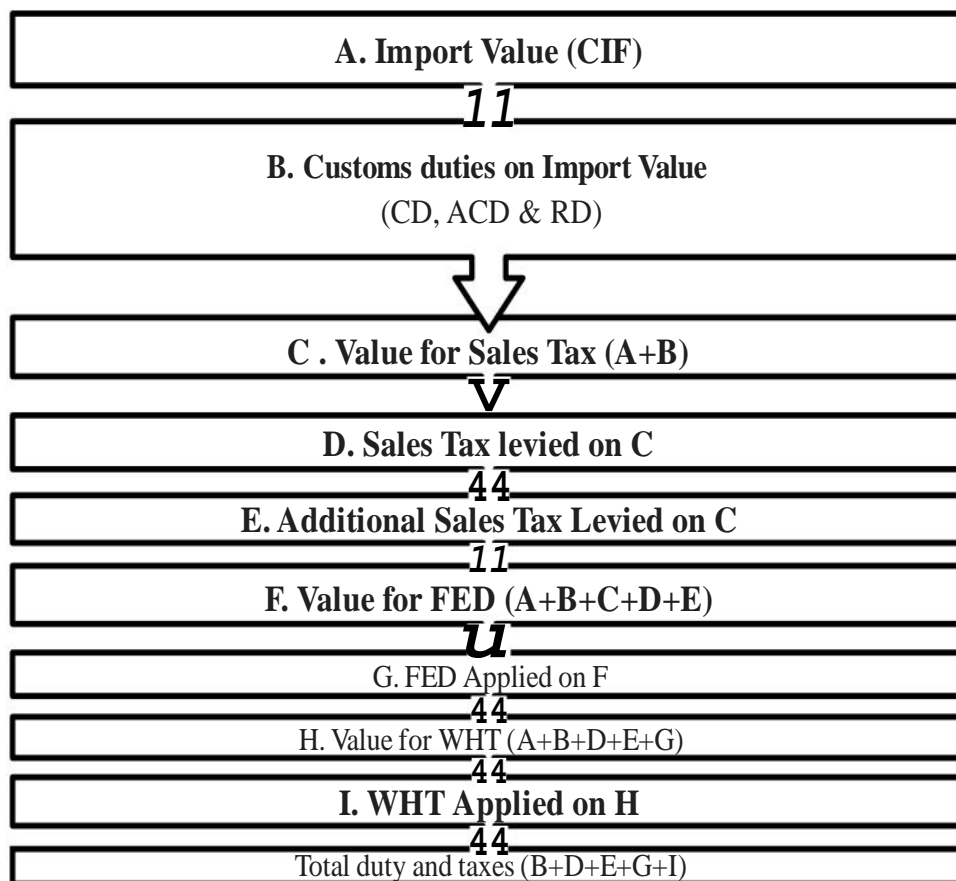 A. Import Value (CIF)
11
B. Customs duties on Import Value
(CD, ACD & RD)
C . Value for Sales Tax (A+B)
V
D. Sales Tax levied on C
44
E. Additional Sales Tax Levied on C
11
F. Value for FED (A+B+C+D+E)
u
G. FED Applied on F
44
H. Value for WHT (A+B+D+E+G)
44
I. WHT Applied on H
44
Total duty and taxes (B+D+E+G+I)